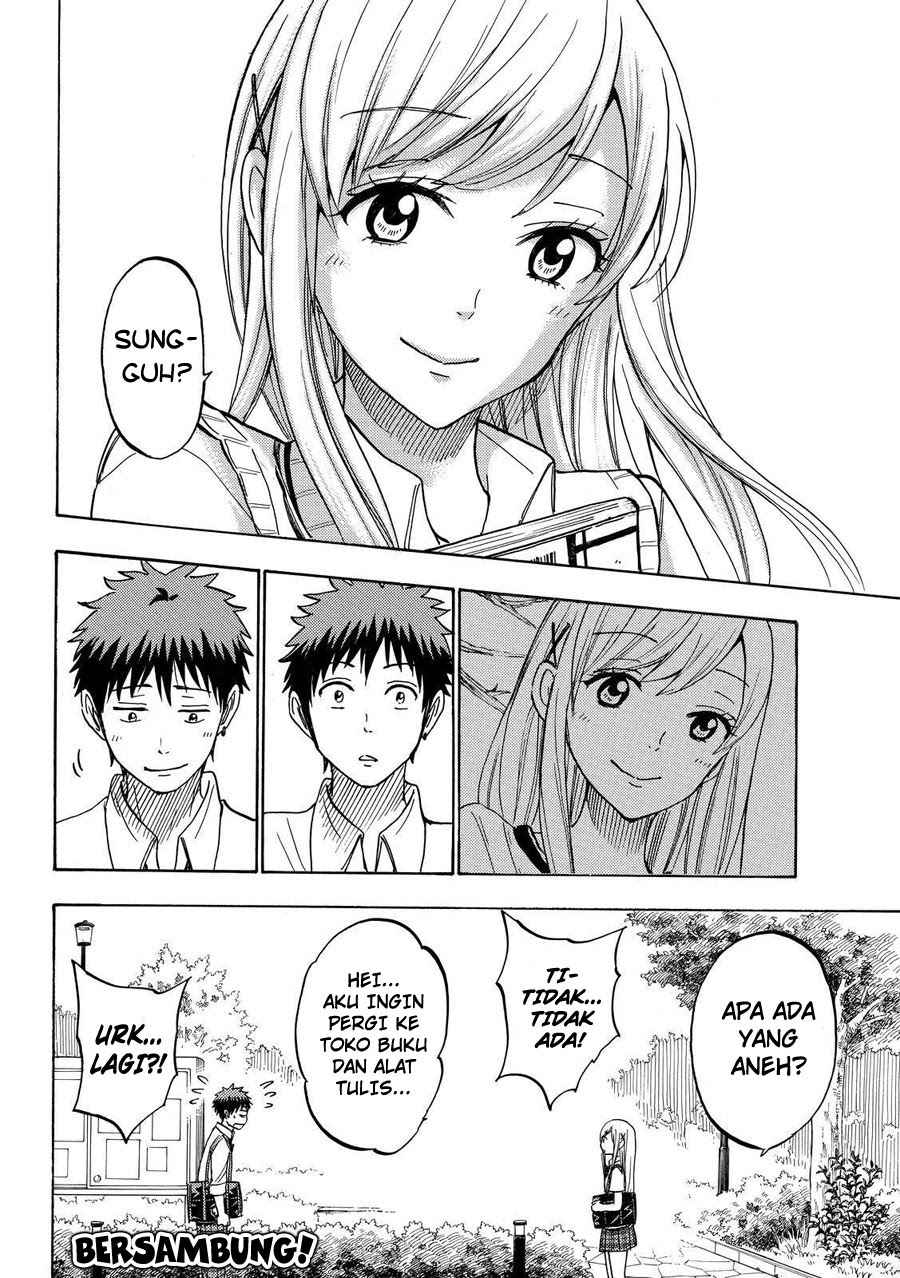 SUNG-
GUH?
APA ADA
YANG
ANEH?
TI-
TIDAK...
TIDAK
ADA!
HEI...
AKU INGIN
PERGI KE
TOKO BUKU
DAN ALAT
TULIS...
URK...
LAGI?!
BERSAMBUNG!